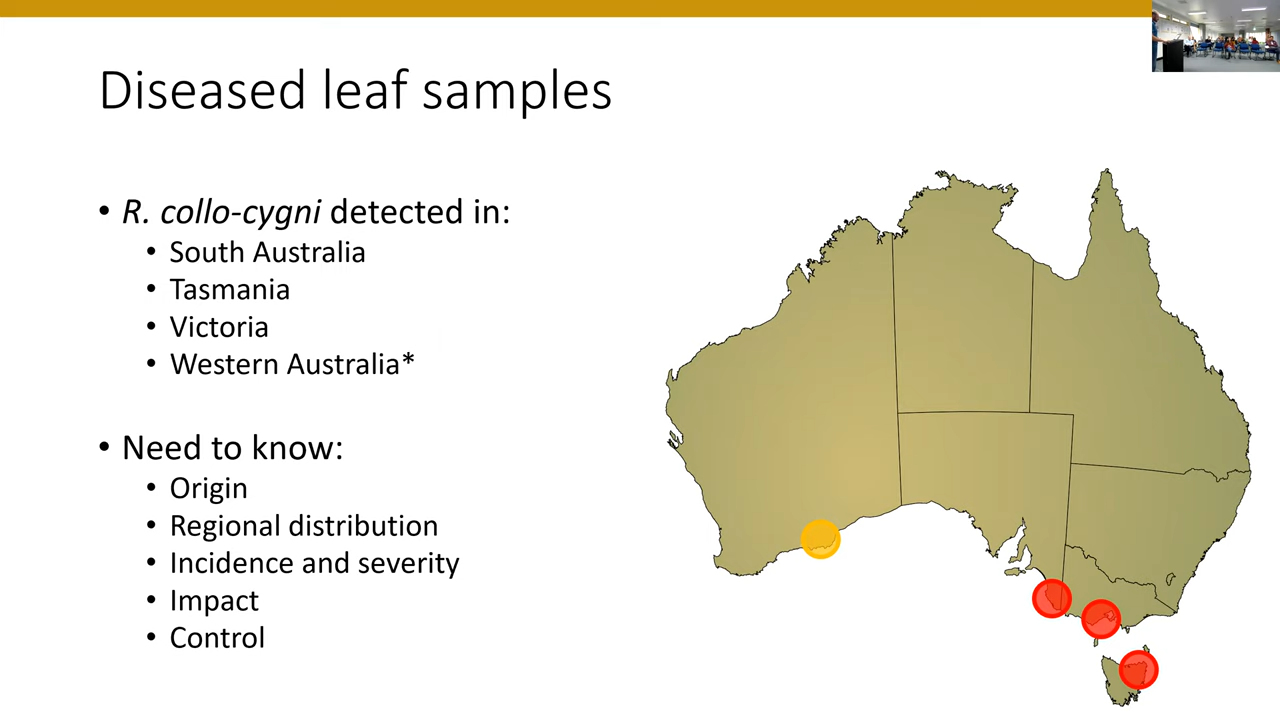 Diseased leaf samples
• R. collo-cygni detected in:
• South Australia
• Tasmania
• Victoria
• Western Australia*
• Need to know:
• Origin
• Regional distribution
• Incidence and severity
• Impact
• Control